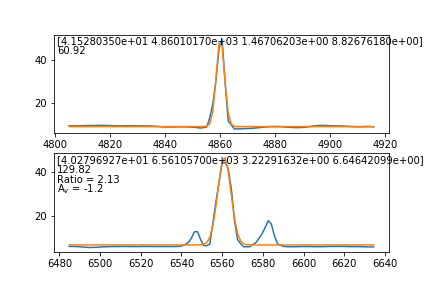 [4.15280350e+01 4.86010170e+03 1.46706203e+00 8.82676180e+00]
60.92
40
20
4800 4820 4840 4860 4880 4900 4920
[4.02796927e+01 6.56105700e+03 3.22291632e+00 6.64642099e+00]
129.82
Ratio = 2.13
Av = -1.2
40
20
6480 6500 6520 6540 6560 6580 6600 6620 6640